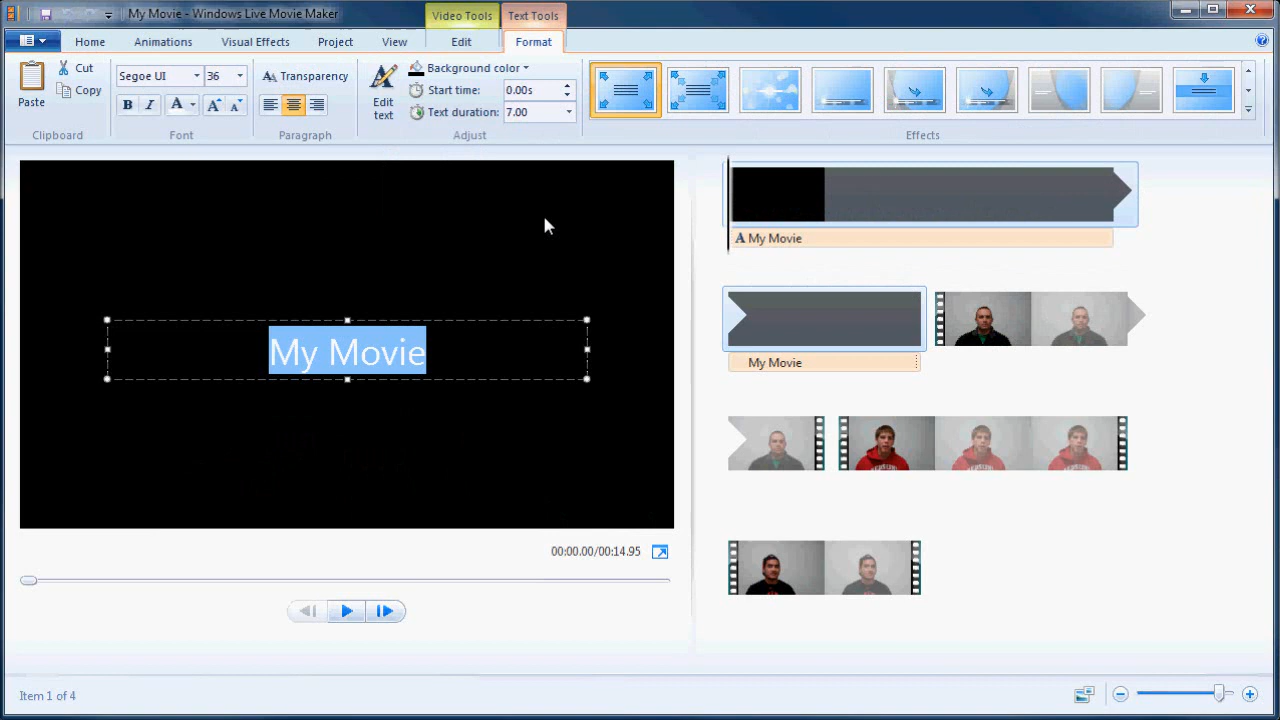 My Movie - Windows Live Movie Maker
Video Tools
Text Tools
Home
Animations
Visual Effects
Project
View
Edit
Format
Paste
Cut
Copy
Clipboard
Segoe UI
36
B
I
A
A
A
Font
Transparency
Paragraph
Edit text
Background color
Start time: 0.00s
Text duration: 7.00
Adjust
Effects
My Movie
00:00.00/00:14.95
A My Movie
My Movie
Item 1 of 4